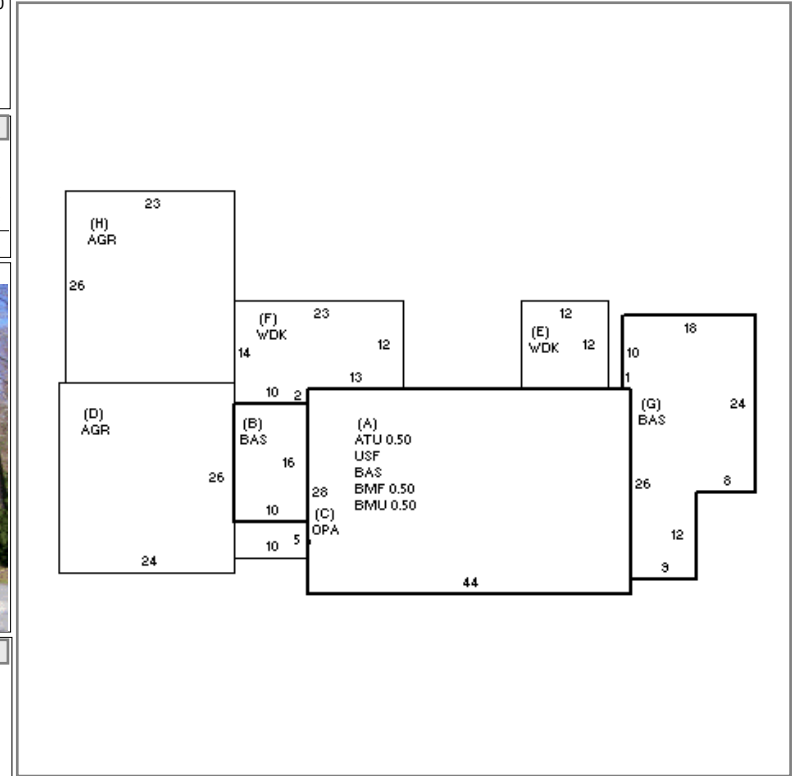 23
(H)
AGR
26
(F)
WDK
23
12
14
13
10
2
12
(E)
WDK
12
18
10
1
(G)
BAS
24
26
8
12
9
(D)
AGR
26
24
(B)
BAS
16
10
(A)
ATU 0.50
USF
BAS
BMF 0.50
BMU 0.50
28
(C)
OPA
10
5
44